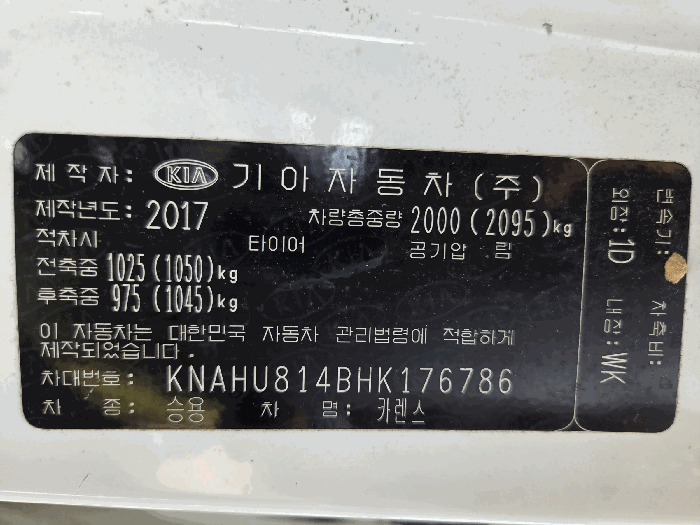 제 작 자: KIA 기아자동차(주)
제작년도: 2017 차량총중량 2000 (2095)kg
적차시 타이어 공기압 림
전축중 1025 (1050)kg
후축중 975 (1045)kg
이 자동차는 대한민국 자동차 관리법령에 적합하게
제작되었습니다.
차대번호: KNAHU814BHK176786
차 종: 승용 차 명: 카렌스
변속기: 차축비:
외장:1D 내장:WK